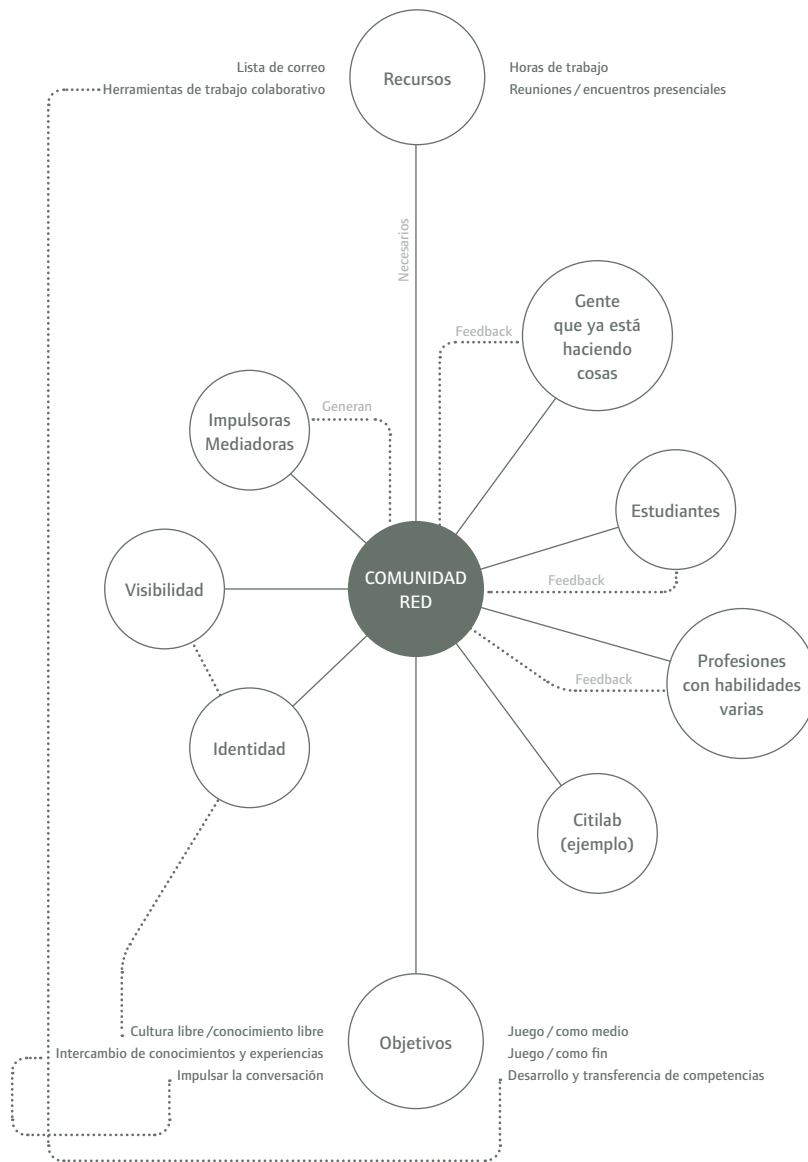 Lista de correo
Herramientas de trabajo colaborativo
Recursos
Horas de trabajo
Reuniones / encuentros presenciales
Necesarios
Gente
que ya está
haciendo
cosas
Feedback
Impulsoras
Mediadoras
Generan
Estudiantes
Feedback
COMUNIDAD
RED
Visibilidad
Profesiones
con habilidades
varias
Feedback
Identidad
Citilab
(ejemplo)
Cultura libre / conocimiento libre
Intercambio de conocimientos y experiencias
Impulsar la conversación
Objetivos
Juego / como medio
Juego / como fin
Desarrollo y transferencia de competencias